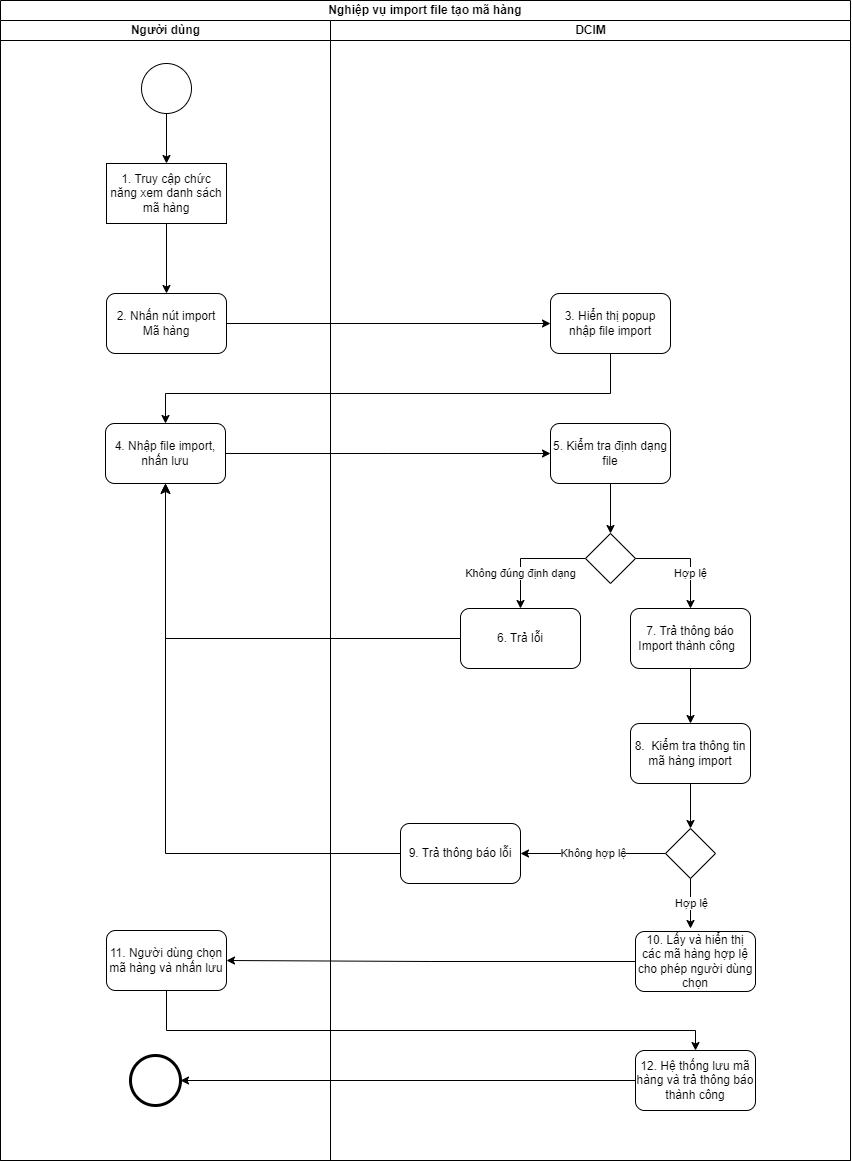 Nghiệp vụ import file tạo mã hàng
Người dùng
DCIM
1. Truy cập chức
năng xem danh sách
mã hàng
2. Nhấn nút import
Mã hàng
3. Hiển thị popup
nhập file import
4. Nhập file import,
nhấn lưu
5. Kiểm tra định dạng
file
Không đúng định dạng
Hợp lệ
6. Trả lỗi
7. Trả thông báo
Import thành công
8. Kiểm tra thông tin
mã hàng import
9. Trả thông báo lỗi
Không hợp lệ
Hợp lệ
10. Lấy và hiển thị
các mã hàng hợp lệ
cho phép người dùng
chọn
11. Người dùng chọn
mã hàng và nhấn lưu
12. Hệ thống lưu mã
hàng và trả thông báo
thành công